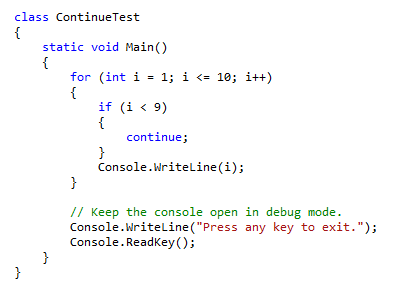 class ContinueTest
{
    static void Main()
    {
        for (int i = 1; i <= 10; i++)
        {
            if (i < 9)
            {
                continue;
            }
            Console.WriteLine(i);
        }

        // Keep the console open in debug mode.
        Console.WriteLine("Press any key to exit.");
        Console.ReadKey();
    }
}